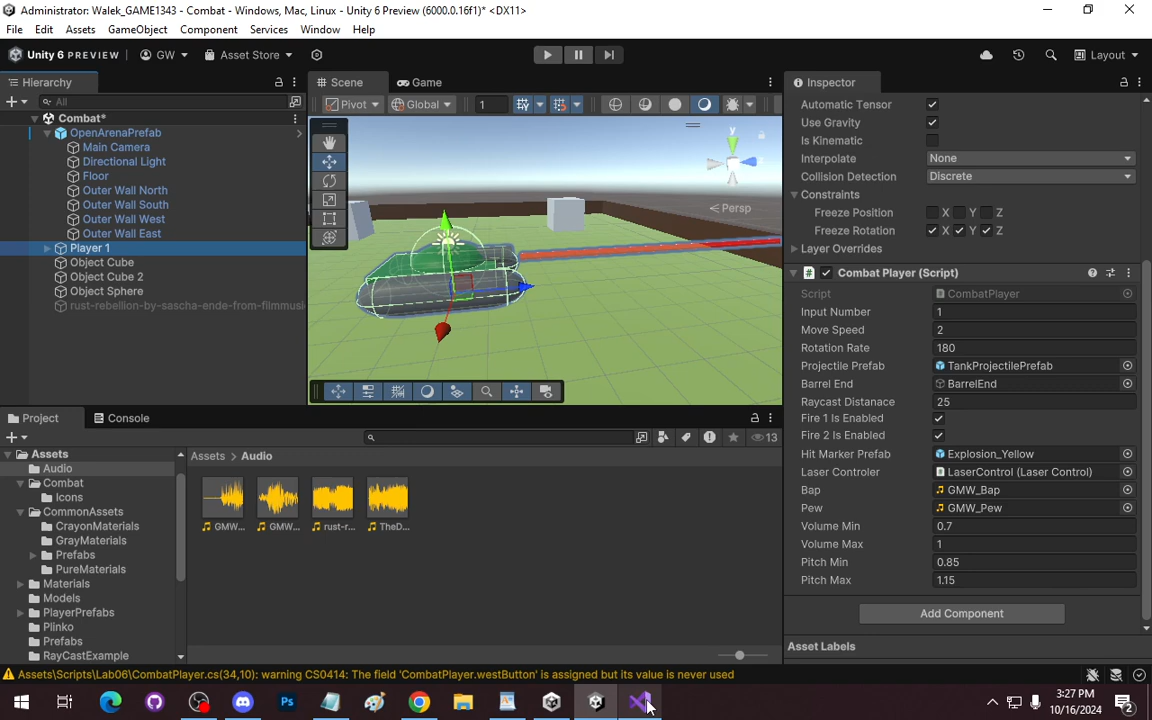 Administrator: Walek_GAME1343 - Combat - Windows, Mac, Linux - Unity 6 Preview (6000.0.16f1)* <DX11>
File Edit Assets GameObject Component Services Window Help
Unity 6 PREVIEW GW Asset Store Layout
Hierarchy Scene Game Inspector
All Pivot Global 1
Combat*
OpenArenaPrefab
Main Camera
Directional Light
Floor
Outer Wall North
Outer Wall South
Outer Wall West
Outer Wall East
Player 1
Object Cube
Object Cube 2
Object Sphere
rust-rebellion-by-sascha-ende-from-filmmusi
y
z
Persp
Automatic Tensor
Use Gravity
Is Kinematic
Interpolate None
Collision Detection Discrete
Constraints
Freeze Position X Y Z
Freeze Rotation X Y Z
Layer Overrides
Combat Player (Script)
Script CombatPlayer
Input Number 1
Move Speed 2
Rotation Rate 180
Projectile Prefab TankProjectilePrefab
Barrel End BarrelEnd
Raycast Distanace 25
Fire 1 Is Enabled
Fire 2 Is Enabled
Hit Marker Prefab Explosion_Yellow
Laser Controler LaserControl (Laser Control)
Bap GMW_Bap
Pew GMW_Pew
Volume Min 0.7
Volume Max 1
Pitch Min 0.85
Pitch Max 1.15
Add Component
Asset Labels
Project Console
13
Assets
Audio
Combat
Icons
CommonAssets
CrayonMaterials
GrayMaterials
Prefabs
PureMaterials
Materials
Models
PlayerPrefabs
Plinko
Prefabs
RayCastExample
Assets > Audio
GMW... GMW... rust-r... TheD...
Assets\Scripts\Lab06\CombatPlayer.cs(34,10): warning CS0414: The field 'CombatPlayer.westButton' is assigned but its value is never used
Ps
3:27 PM
10/16/2024
2